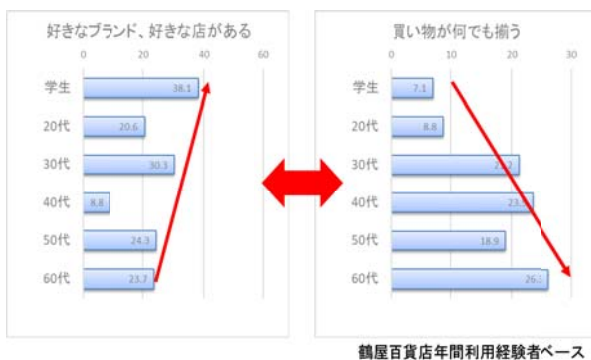 好きなブランド、好きな店がある
0 20 40 60
学生 38.1
20代 20.6
30代 30.3
40代 8.8
50代 24.3
60代 23.7
買い物が何でも揃う
0 10 20 30
学生 7.1
20代 8.8
30代
40代
50代 18.9
60代
鶴屋百貨店年間利用経験者ベース